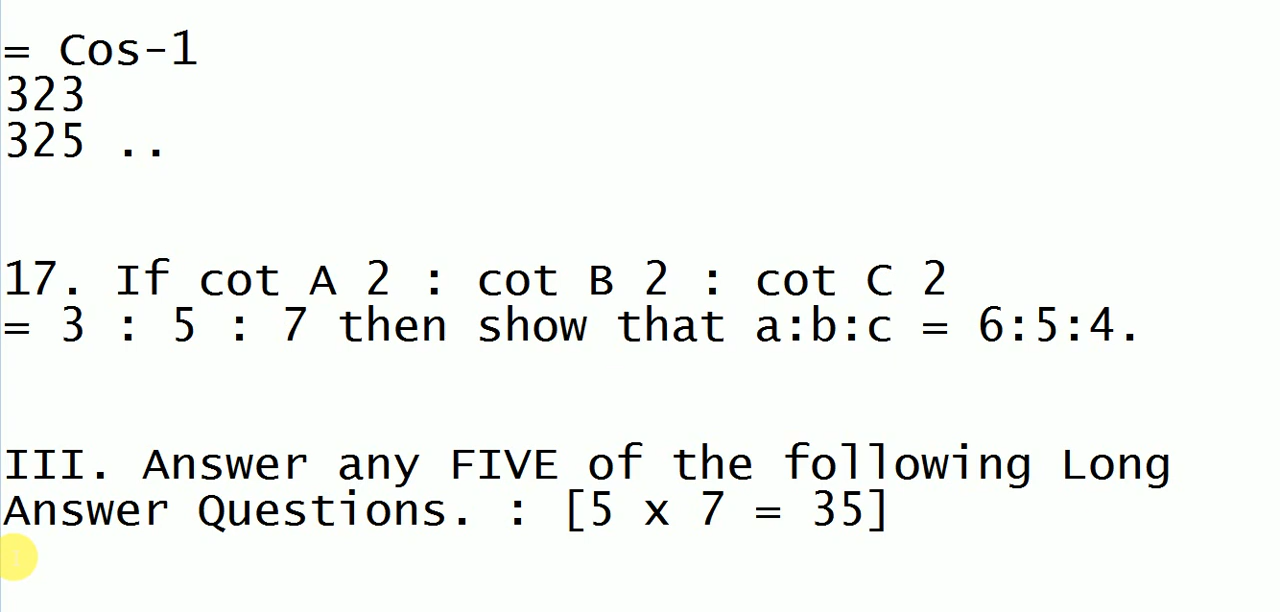 = Cos-1
323
325 ..
17. If cot A 2 : cot B 2 : cot C 2
= 3 : 5 : 7 then show that a:b:c = 6:5:4.
III. Answer any FIVE of the following Long
Answer Questions. : [5 x 7 = 35]